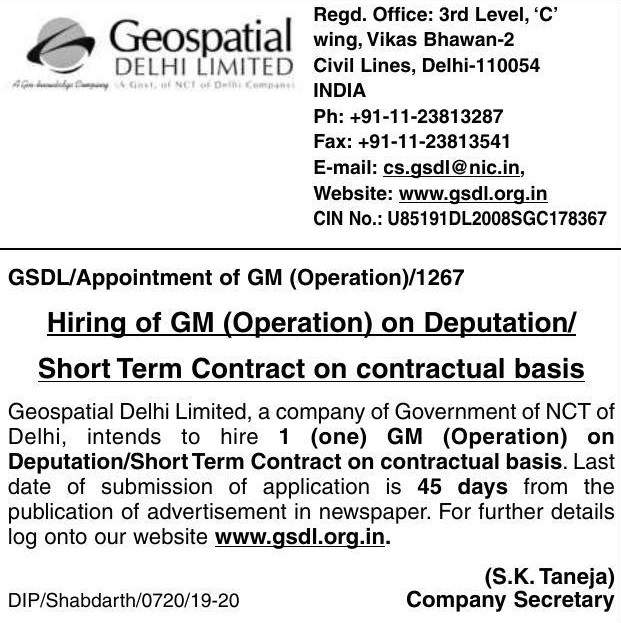 Geospatial
DELHI LIMITED
A Geo-knowledge Company (A Govt. of NCT of Delhi Company)
Regd. Office: 3rd Level, ‘C’
wing, Vikas Bhawan-2
Civil Lines, Delhi-110054
INDIA
Ph: +91-11-23813287
Fax: +91-11-23813541
E-mail: cs.gsdl@nic.in,
Website: www.gsdl.org.in
CIN No.: U85191DL2008SGC178367
GSDL/Appointment of GM (Operation)/1267
Hiring of GM (Operation) on Deputation/
Short Term Contract on contractual basis
Geospatial Delhi Limited, a company of Government of NCT of
Delhi, intends to hire 1 (one) GM (Operation) on
Deputation/Short Term Contract on contractual basis. Last
date of submission of application is 45 days from the
publication of advertisement in newspaper. For further details
log onto our website www.gsdl.org.in.
(S.K. Taneja)
DIP/Shabdarth/0720/19-20 Company Secretary